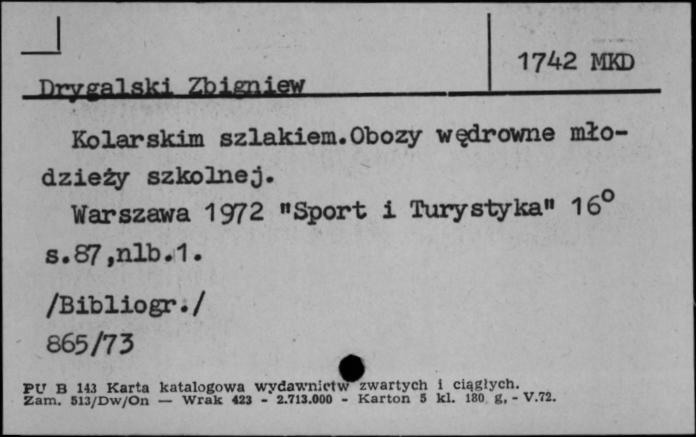 1742 MKD
Drygalski Zbigniew
Kolarskim szlakiem.Obozy wędrowne mło-
dzieży szkolnej.
Warszawa 1972 "Sport i Turystyka" 16°
s.87,nlb.1.
/Bibliogr./
865/73
PU B 143 Karta katalogowa wydawnictw zwartych i ciągłych.
Zam. 513/Dw/On — Wrak 423 - 2.713.000 - Karton 5 kl. 180 g, - V.72.